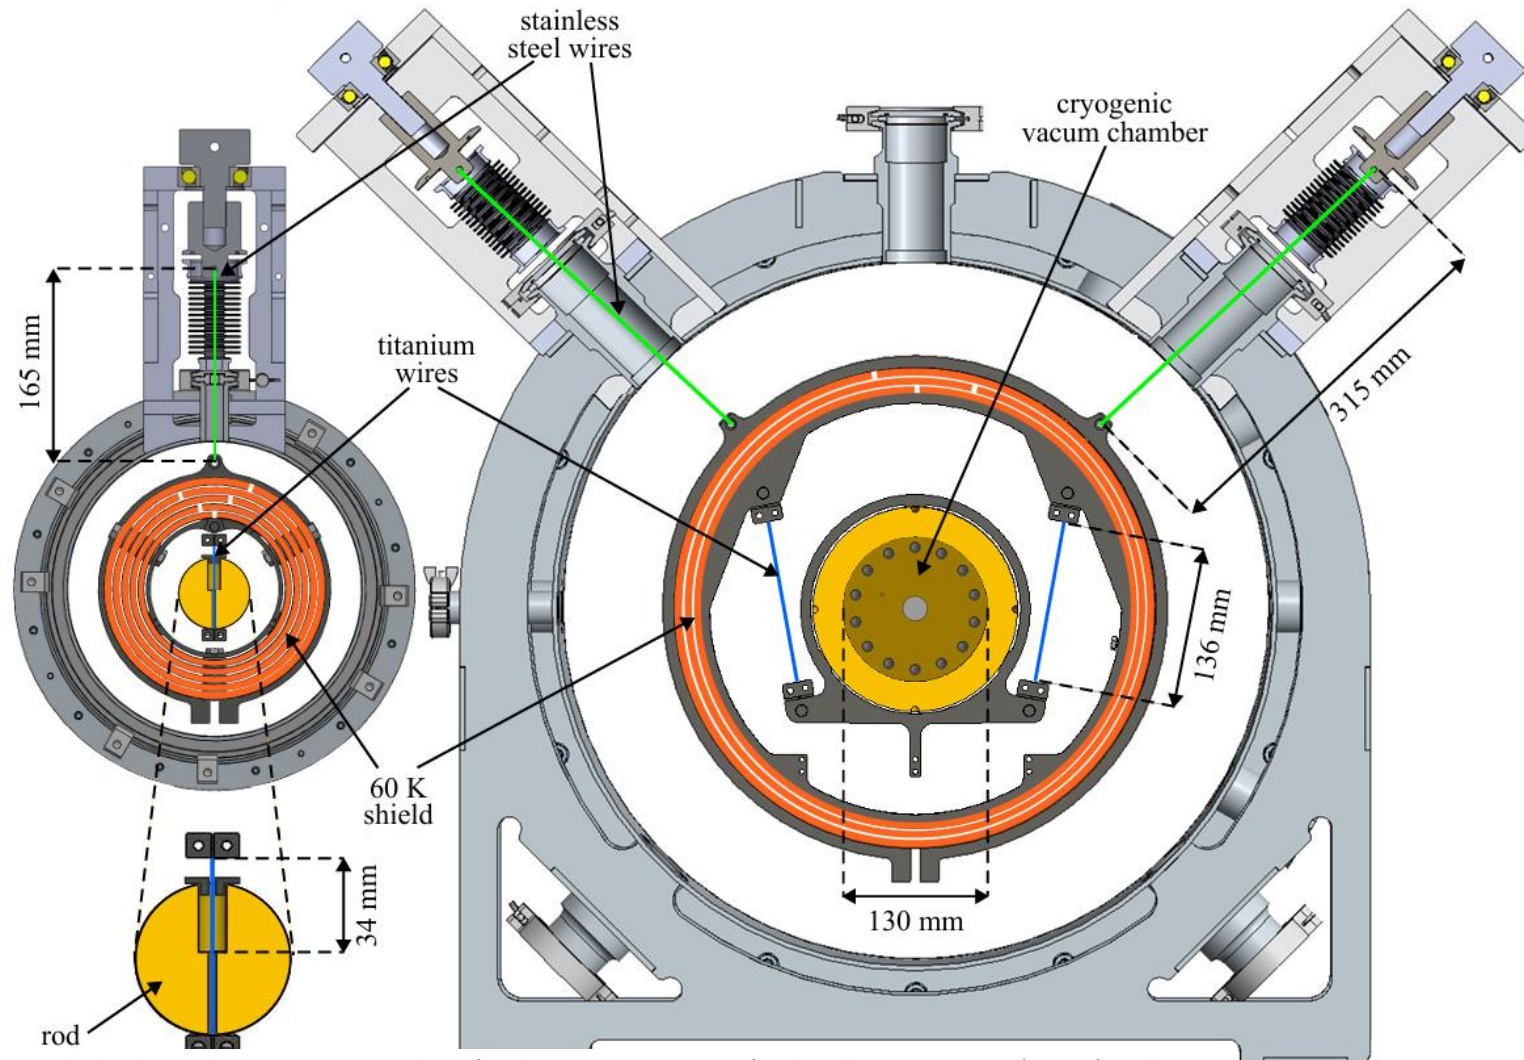 stainless
steel wires
cryogenic
vacum chamber
165 mm
titanium
wires
315 mm
136 mm
60 K
shield
130 mm
34 mm
rod